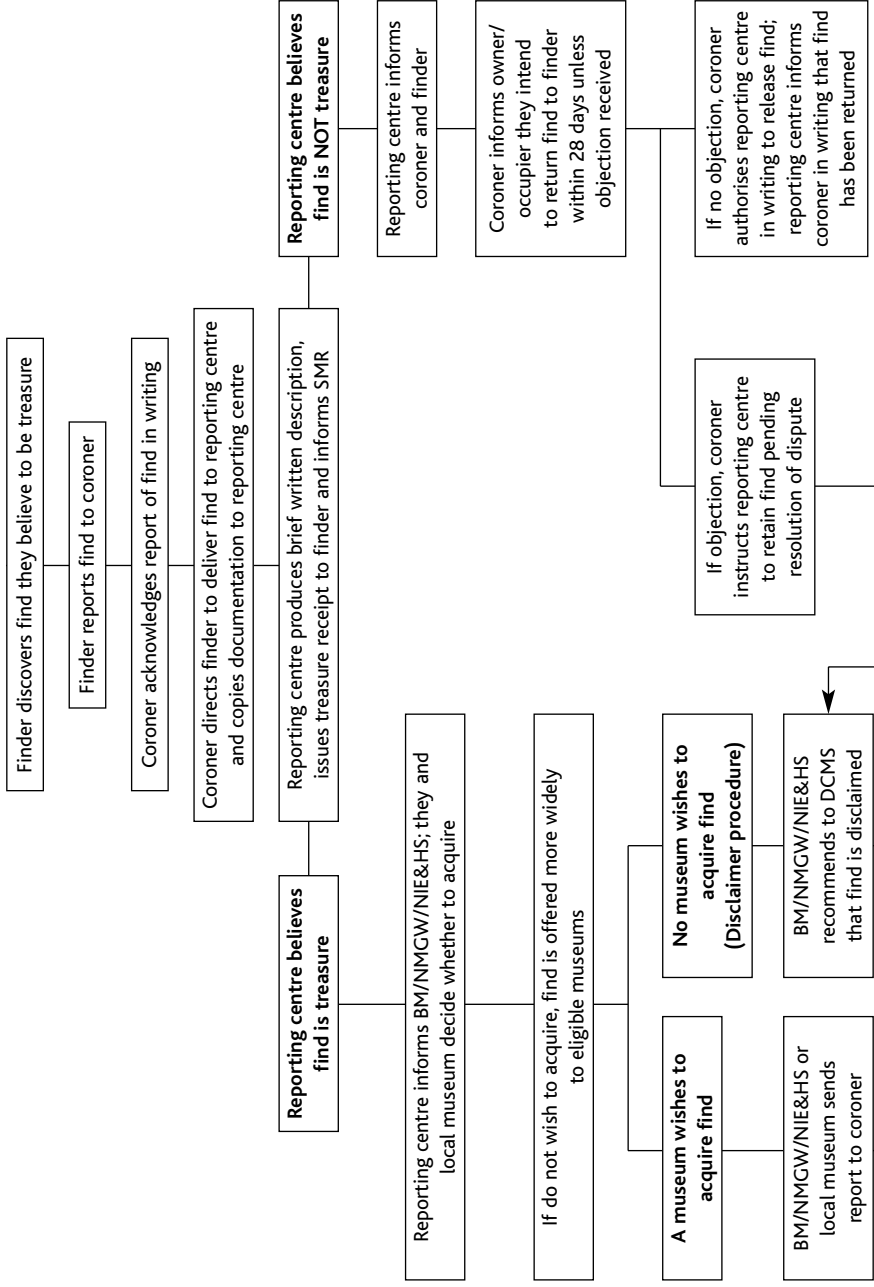 Finder discovers find they believe to be treasure
Finder reports find to coroner
Coroner acknowledges report of find in writing
Coroner directs finder to deliver find to reporting centre
and copies documentation to reporting centre
Reporting centre produces brief written description,
issues treasure receipt to finder and informs SMR
Reporting centre believes
find is treasure
Reporting centre informs BM/NMGW/NIE&HS; they and
local museum decide whether to acquire
If do not wish to acquire, find is offered more widely
to eligible museums
A museum wishes to
acquire find
BM/NMGW/NIE&HS or
local museum sends
report to coroner
No museum wishes to
acquire find
(Disclaimer procedure)
BM/NMGW/NIE&HS
recommends to DCMS
that find is disclaimed
Reporting centre believes
find is NOT treasure
Reporting centre informs
coroner and finder
Coroner informs owner/
occupier they intend
to return find to finder
within 28 days unless
objection received
If objection, coroner
instructs reporting centre
to retain find pending
resolution of dispute
If no objection, coroner
authorises reporting centre
in writing to release find;
reporting centre informs
coroner in writing that find
has been returned